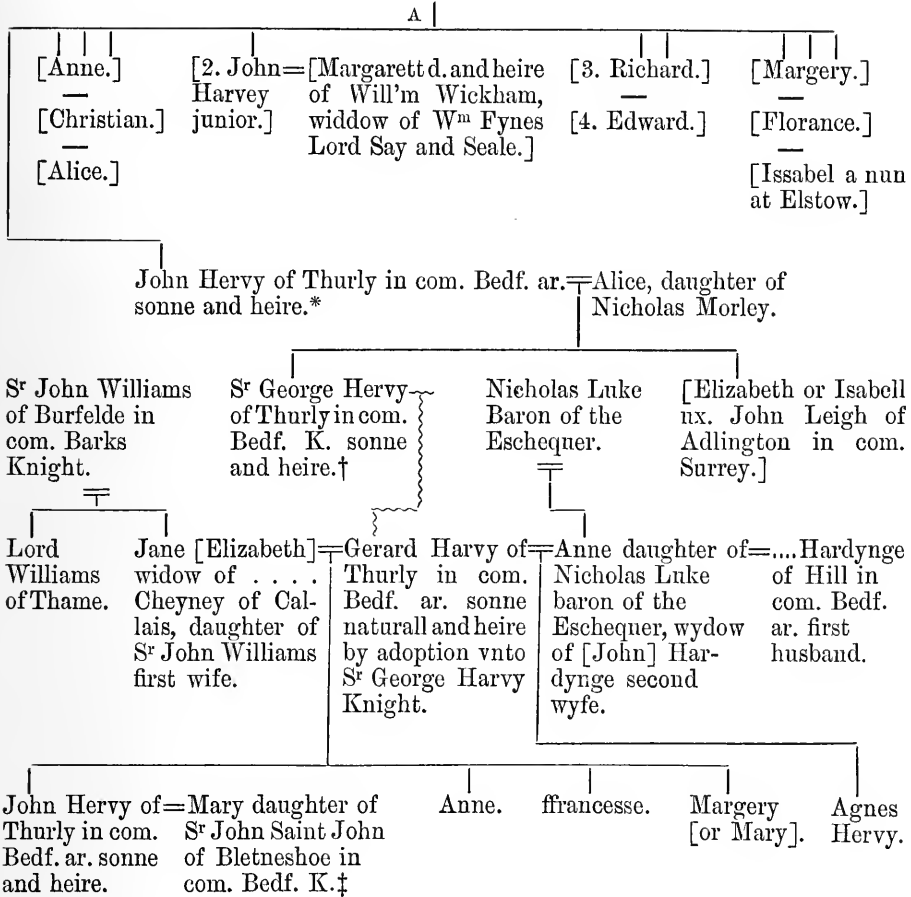 A
[Anne.]
[Christian.]
[Alice.]
[2. John=
Harvey
junior.]
[Margarett d. and heire
of Will'm Wickham,
widdow of Wm Fynes
Lord Say and Seale.]
[3. Richard.]
[4. Edward.]
[Margery.]
[Florance.]
[Issabel a nun
at Elstow.]
John Hervy of Thurly in com. Bedf. ar.
sonne and heire.*
Alice, daughter of
Nicholas Morley.
Sr John Williams
of Burfelde in
com. Barks
Knight.
Sr George Hervy
of Thurly in com.
Bedf. K. sonne
and heire.†
Nicholas Luke
Baron of the
Eschequer.
[Elizabeth or Isabell
ux. John Leigh of
Adlington in com.
Surrey.]
Lord
Williams
of Thame.
Jane [Elizabeth]
widow of . . . .
Cheyney of Cal-
lais, daughter of
Sr John Williams
first wife.
Gerard Harvy of
Thurly in com.
Bedf. ar. sonne
naturall and heire
by adoption vnto
Sr George Harvy
Knight.
Anne daughter of=
Nicholas Luke
baron of the
Eschequer, wydow
of [John] Har-
dynge second
wyfe.
....Hardynge
of Hill in
com. Bedf.
ar. first
husband.
John Hervy of=
Thurly in com.
Bedf. ar. sonne
and heire.
Mary daughter of
Sr John Saint John
of Bletneshoe in
com. Bedf. K.‡
Anne.
ffrancesse.
Margery
[or Mary].
Agnes
Hervy.